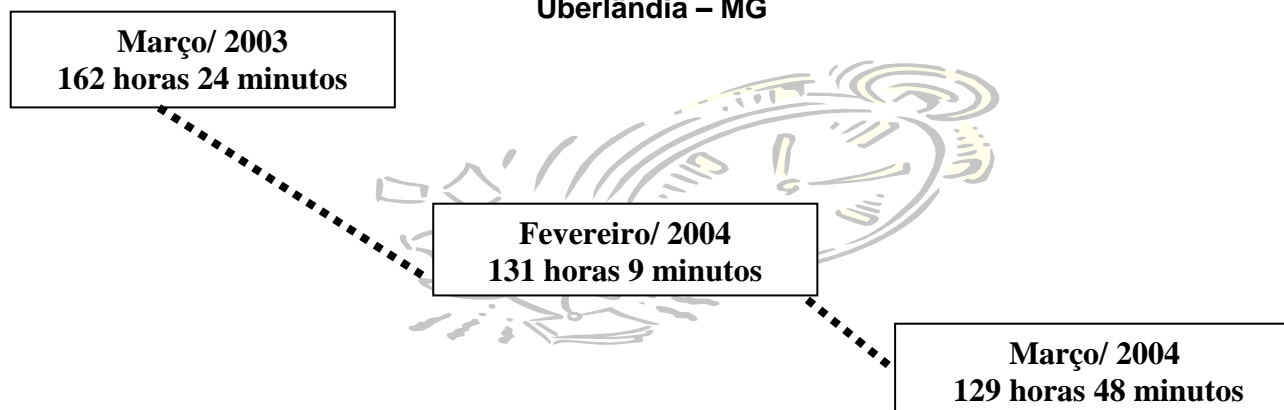 Uberlândia – MG
Março/ 2003
162 horas 24 minutos
Fevereiro/ 2004
131 horas 9 minutos
Março/ 2004
129 horas 48 minutos